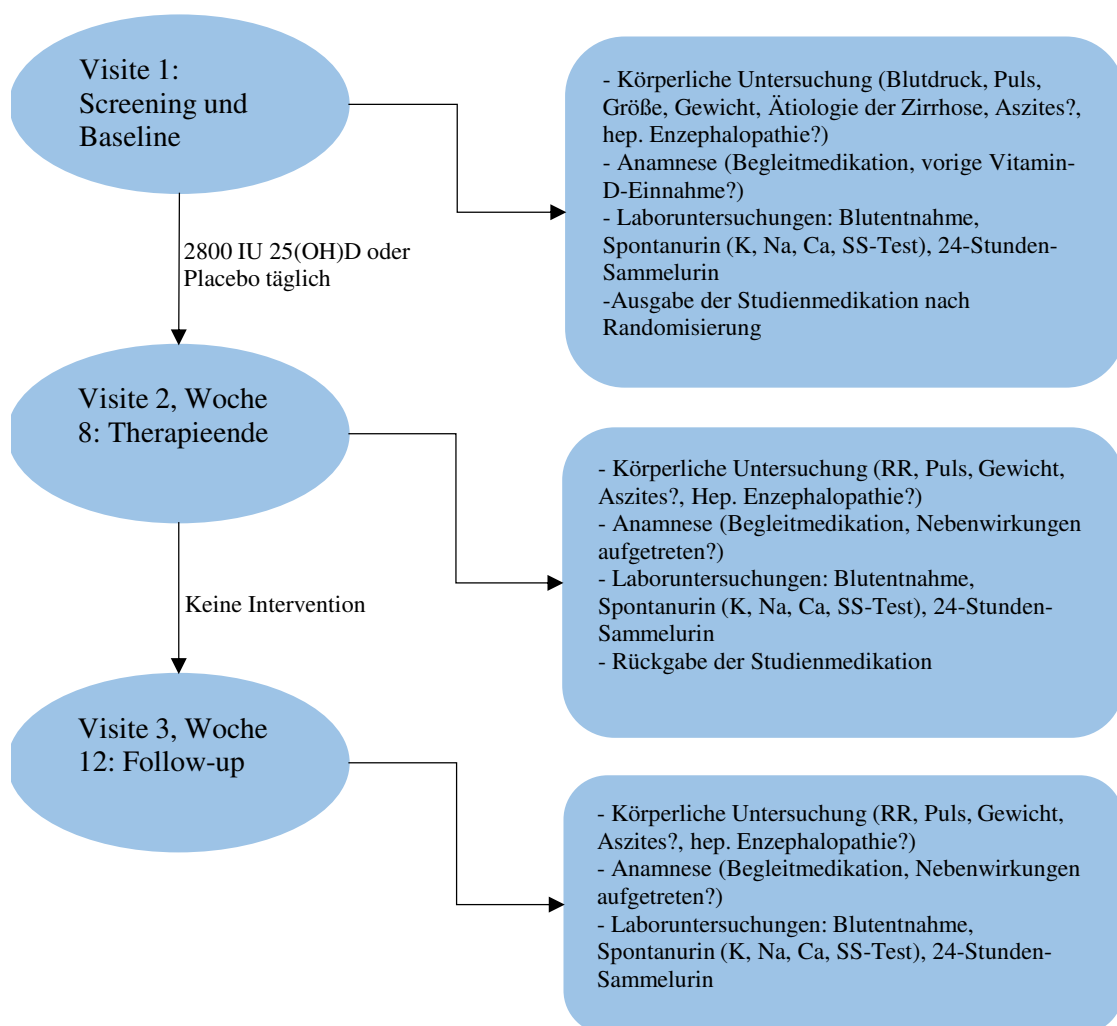 Visite 1:
Screening und
Baseline
- Körperliche Untersuchung (Blutdruck, Puls,
Größe, Gewicht, Ätiologie der Zirrhose, Aszites?,
hep. Enzephalopathie?)
- Anamnese (Begleitmedikation, vorige Vitamin-
D-Einnahme?)
- Laboruntersuchungen: Blutentnahme,
Spontanurin (K, Na, Ca, SS-Test), 24-Stunden-
Sammelurin
-Ausgabe der Studienmedikation nach
Randomisierung
2800 IU 25(OH)D oder
Placebo täglich
Visite 2, Woche
8: Therapieende
- Körperliche Untersuchung (RR, Puls, Gewicht,
Aszites?, Hep. Enzephalopathie?)
- Anamnese (Begleitmedikation, Nebenwirkungen
aufgetreten?)
- Laboruntersuchungen: Blutentnahme,
Spontanurin (K, Na, Ca, SS-Test), 24-Stunden-
Sammelurin
- Rückgabe der Studienmedikation
Keine Intervention
Visite 3, Woche
12: Follow-up
- Körperliche Untersuchung (RR, Puls, Gewicht,
Aszites?, hep. Enzephalopathie?)
- Anamnese (Begleitmedikation, Nebenwirkungen
aufgetreten?)
- Laboruntersuchungen: Blutentnahme,
Spontanurin (K, Na, Ca, SS-Test), 24-Stunden-
Sammelurin